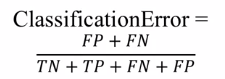 ClassificationError =
FP + FN
TN + TP + FN + FP